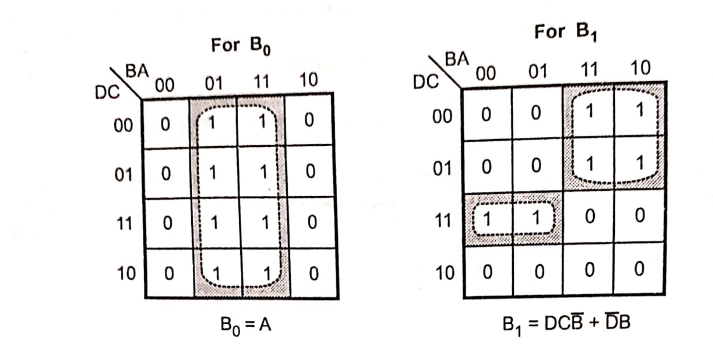 For B₀
BA
DC 00 01 11 10
00 0 1 1 0
01 0 1 1 0
11 0 1 1 0
10 0 1 1 0
B₀ = A
For B₁
BA
DC 00 01 11 10
00 0 0 1 1
01 0 0 1 1
11 1 1 0 0
10 0 0 0 0
B₁ = DCB̅ + D̅B